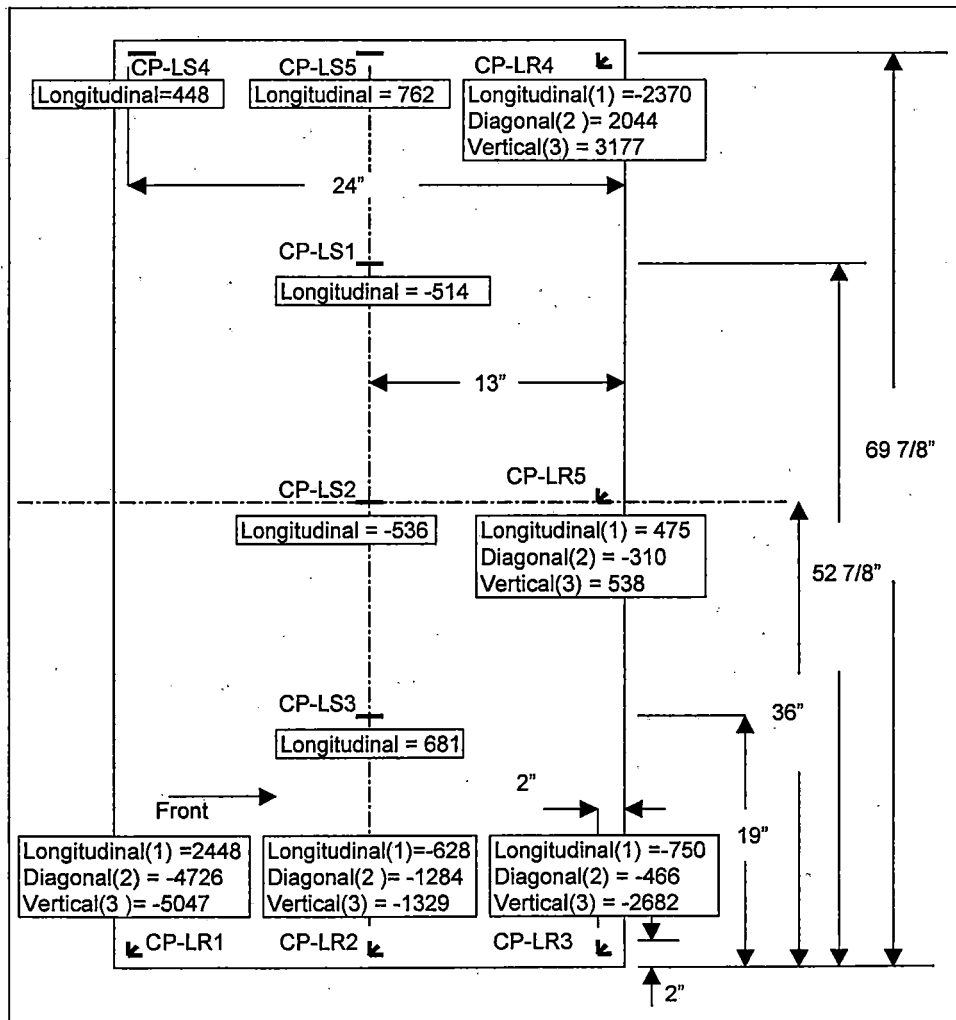 CP-LS4
CP-LS5
CP-LR4
Longitudinal=448
Longitudinal = 762
Longitudinal(1) =-2370
Diagonal(2 )= 2044
Vertical(3) = 3177
24"
CP-LS1
Longitudinal = -514
13"
69 7/8"
CP-LS2
CP-LR5
Longitudinal = -536
Longitudinal(1) = 475
Diagonal(2) = -310
Vertical(3) = 538
52 7/8"
CP-LS3
36"
Longitudinal = 681
2"
Front
19"
Longitudinal(1) =2448
Diagonal(2) = -4726
Vertical(3 )= -5047
Longitudinal(1)=-628
Diagonal(2 )= -1284
Vertical(3) = -1329
Longitudinal(1) =-750
Diagonal(2) = -466
Vertical(3) = -2682
CP-LR1
CP-LR2
CP-LR3
2"